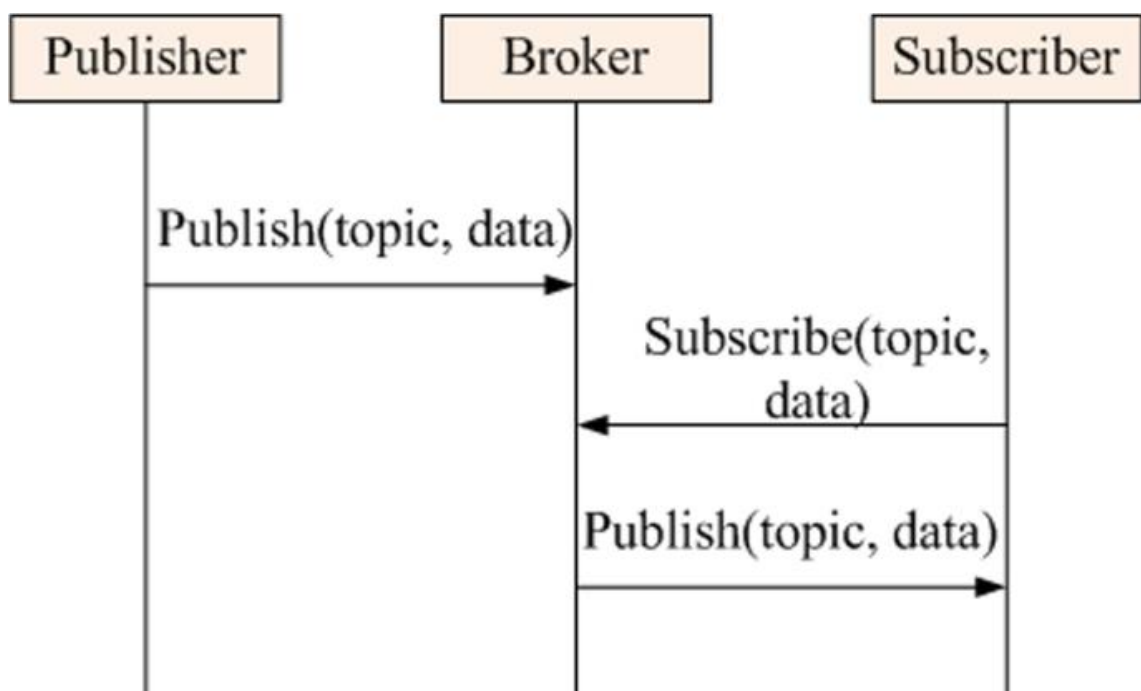 Publisher
Broker
Subscriber
Publish(topic, data)
Subscribe(topic,
data)
Publish(topic, data)